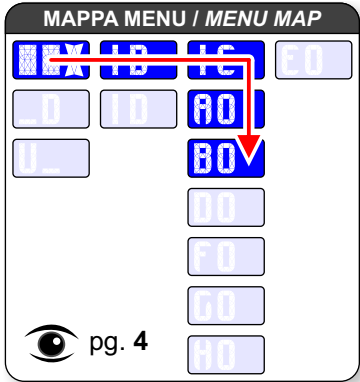 MAPPA MENU / MENU MAP
IB IC E0
_D ID A0
U_ B0
D0
F0
G0
H0
pg. 4